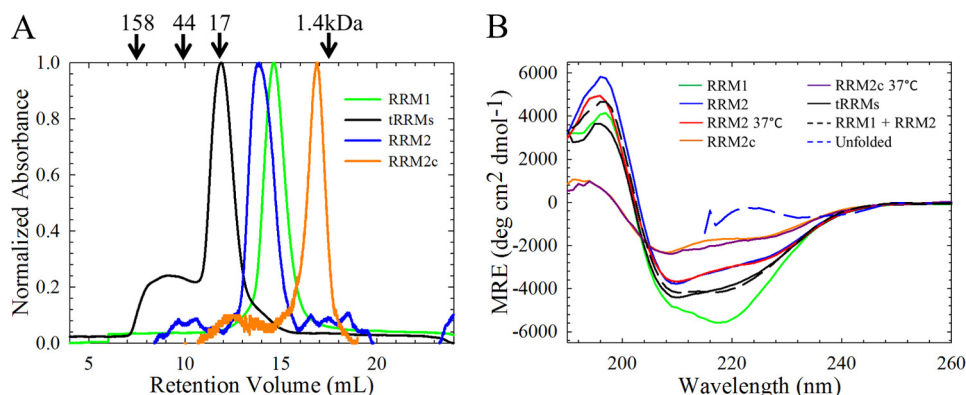 A
158 44 17 1.4kDa
1.0
0.8
0.6
0.4
0.2
0.0
Normalized Absorbance
RRM1
tRRMs
RRM2
RRM2c
5 10 15 20
Retention Volume (mL)
B
6000
4000
2000
0
-2000
-4000
-6000
MRE (deg cm2 dmol-1)
RRM1
RRM2
RRM2 37°C
RRM2c
RRM2c 37°C
tRRMs
RRM1 + RRM2
Unfolded
200 220 240 260
Wavelength (nm)